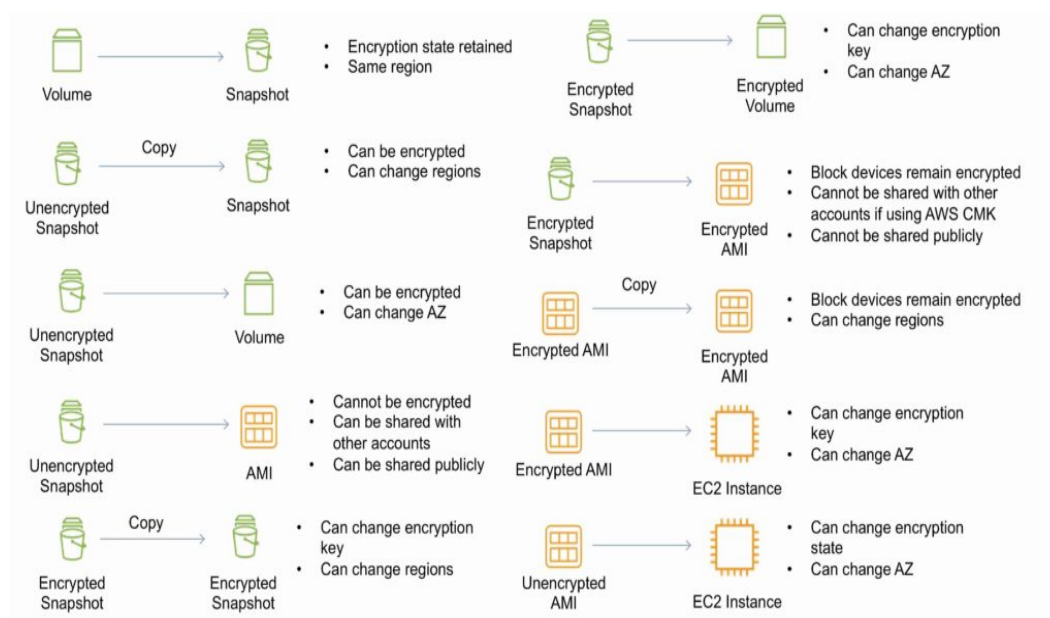 Volume
Snapshot
• Encryption state retained
• Same region
Copy
Unencrypted
Snapshot
Snapshot
• Can be encrypted
• Can change regions
Unencrypted
Snapshot
Volume
• Can be encrypted
• Can change AZ
Unencrypted
Snapshot
AMI
• Cannot be encrypted
• Can be shared with
other accounts
• Can be shared publicly
Copy
Encrypted
Snapshot
Encrypted
Snapshot
• Can change encryption
key
• Can change regions
Encrypted
Snapshot
Encrypted
Volume
• Can change encryption
key
• Can change AZ
Encrypted
Snapshot
Encrypted
AMI
• Block devices remain encrypted
• Cannot be shared with other
accounts if using AWS CMK
• Cannot be shared publicly
Copy
Encrypted AMI
Encrypted
AMI
• Block devices remain encrypted
• Can change regions
Encrypted AMI
EC2 Instance
• Can change encryption
key
• Can change AZ
Unencrypted
AMI
EC2 Instance
• Can change encryption
state
• Can change AZ